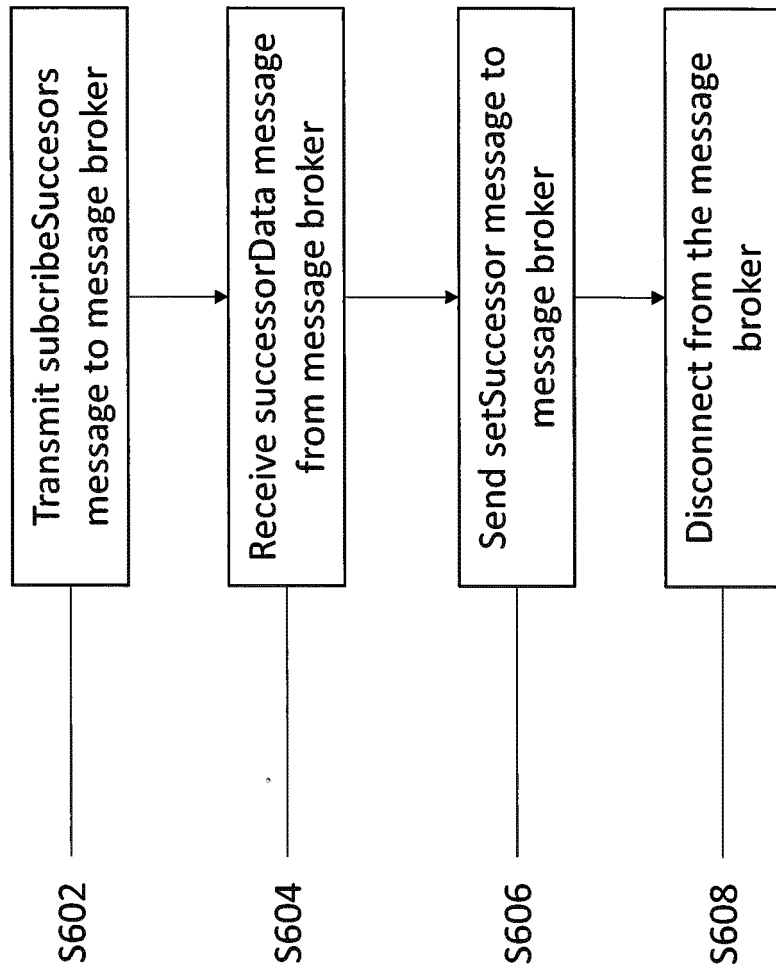 S602
Transmit subcribeSuccesors
message to message broker
S604
Receive successorData message
from message broker
S606
Send setSuccessor message to
message broker
S608
Disconnect from the message
broker